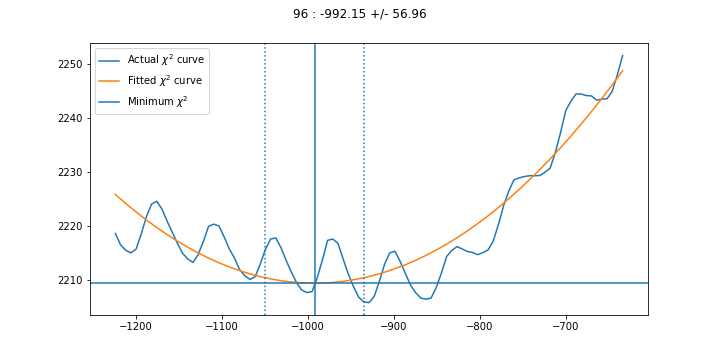 96 : -992.15 +/- 56.96
Actual χ² curve
Fitted χ² curve
Minimum χ²
2250
2240
2230
2220
2210
−1200 −1100 −1000 −900 −800 −700